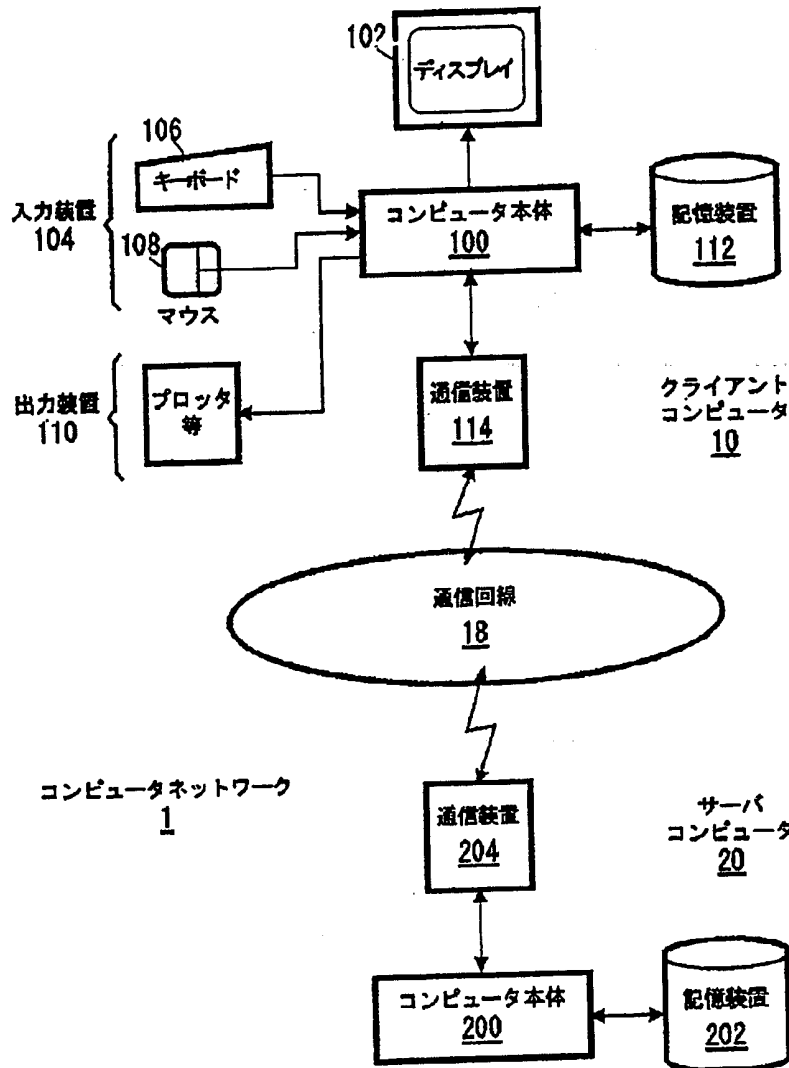 102
ディスプレイ
106
キーボード
入力装置
104
108
マウス
コンピュータ本体
100
記憶装置
112
出力装置
110
プロッタ
等
通信装置
114
クライアント
コンピュータ
10
通信回線
18
コンピュータネットワーク
1
通信装置
204
サーバ
コンピュータ
20
コンピュータ本体
200
記憶装置
202